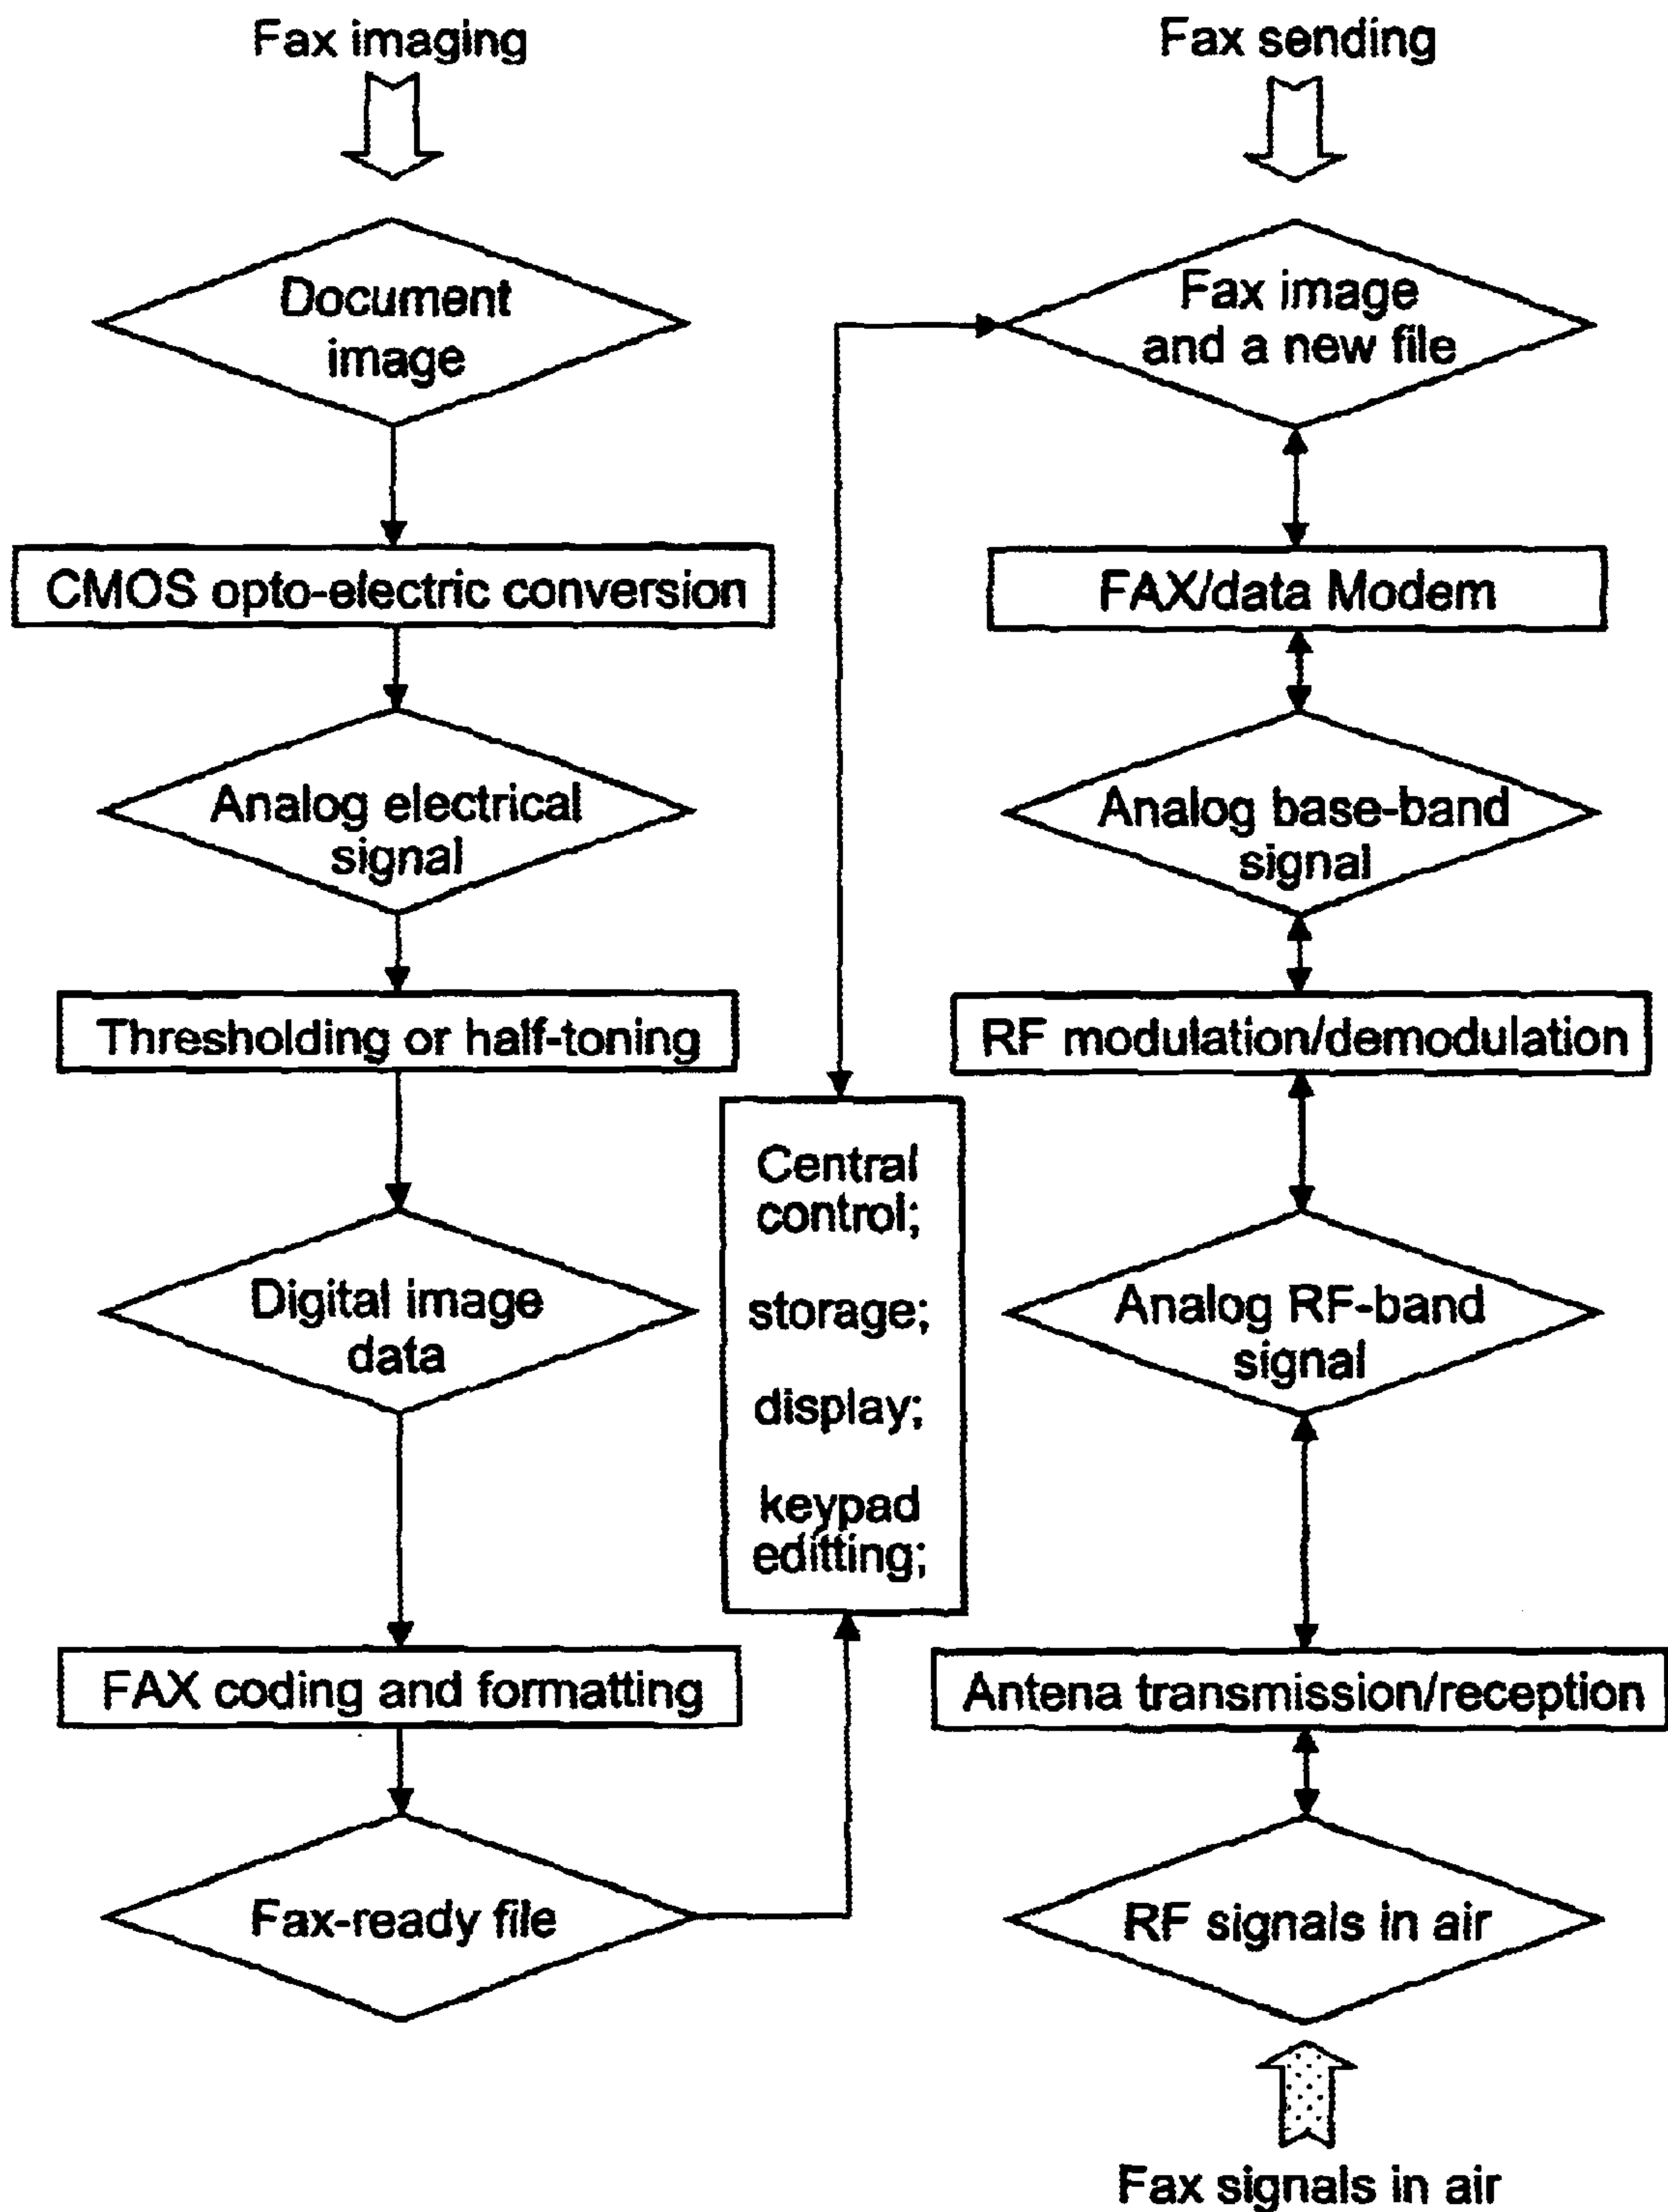 Fax imaging
Document
image
CMOS opto-electric conversion
Analog electrical
signal
Thresholding or half-toning
Digital image
data
FAX coding and formatting
Fax-ready file
Central
control;
storage;
display;
keypad
editting;
Fax sending
Fax image
and a new file
FAX/data Modem
Analog base-band
signal
RF modulation/demodulation
Analog RF-band
signal
Antena transmission/reception
RF signals in air
Fax signals in air